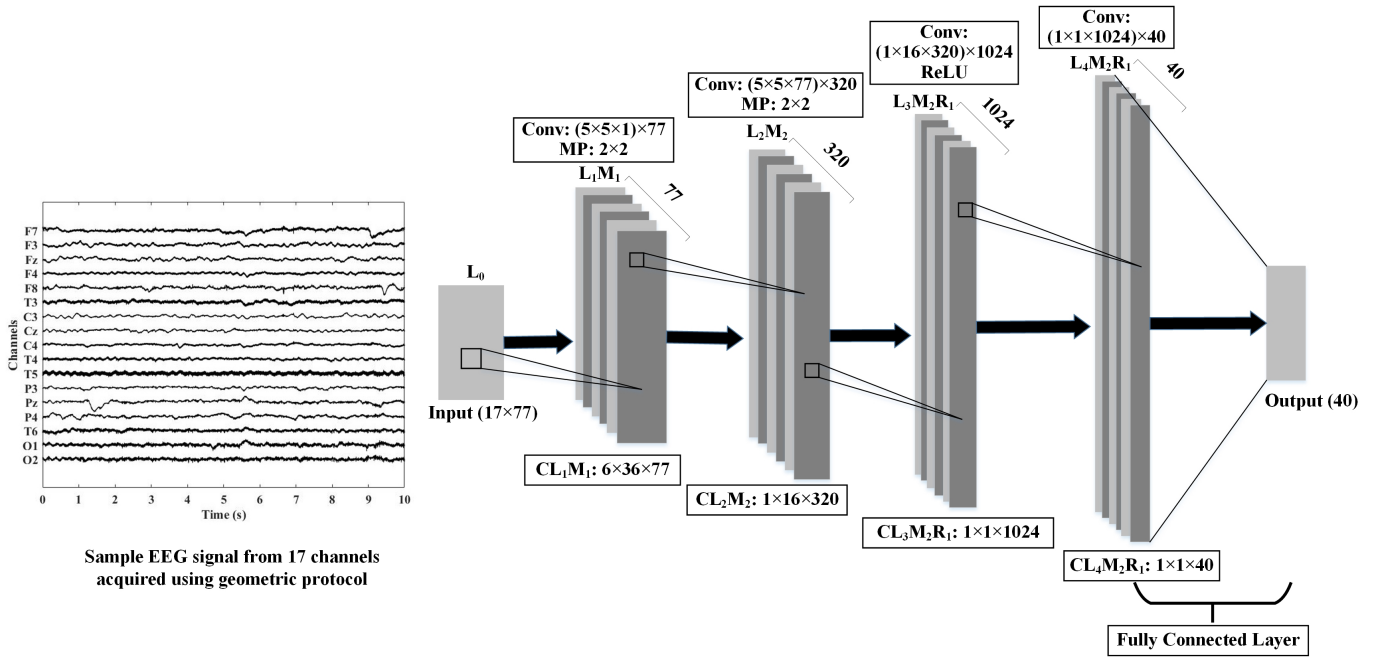 Channels
F7
F3
Fz
F4
F8
T3
C3
Cz
C4
T4
T5
P3
Pz
P4
T6
O1
O2
0 1 2 3 4 5 6 7 8 9 10
Time (s)
Sample EEG signal from 17 channels
acquired using geometric protocol
L₀
Input (17×77)
Conv: (5×5×1)×77
MP: 2×2
L₁M₁
77
CL₁M₁: 6×36×77
Conv: (5×5×77)×320
MP: 2×2
L₂M₂
320
CL₂M₂: 1×16×320
Conv:
(1×16×320)×1024
ReLU
L₃M₂R₁
1024
CL₃M₂R₁: 1×1×1024
Conv:
(1×1×1024)×40
L₄M₂R₁
40
CL₄M₂R₁: 1×1×40
Output (40)
Fully Connected Layer